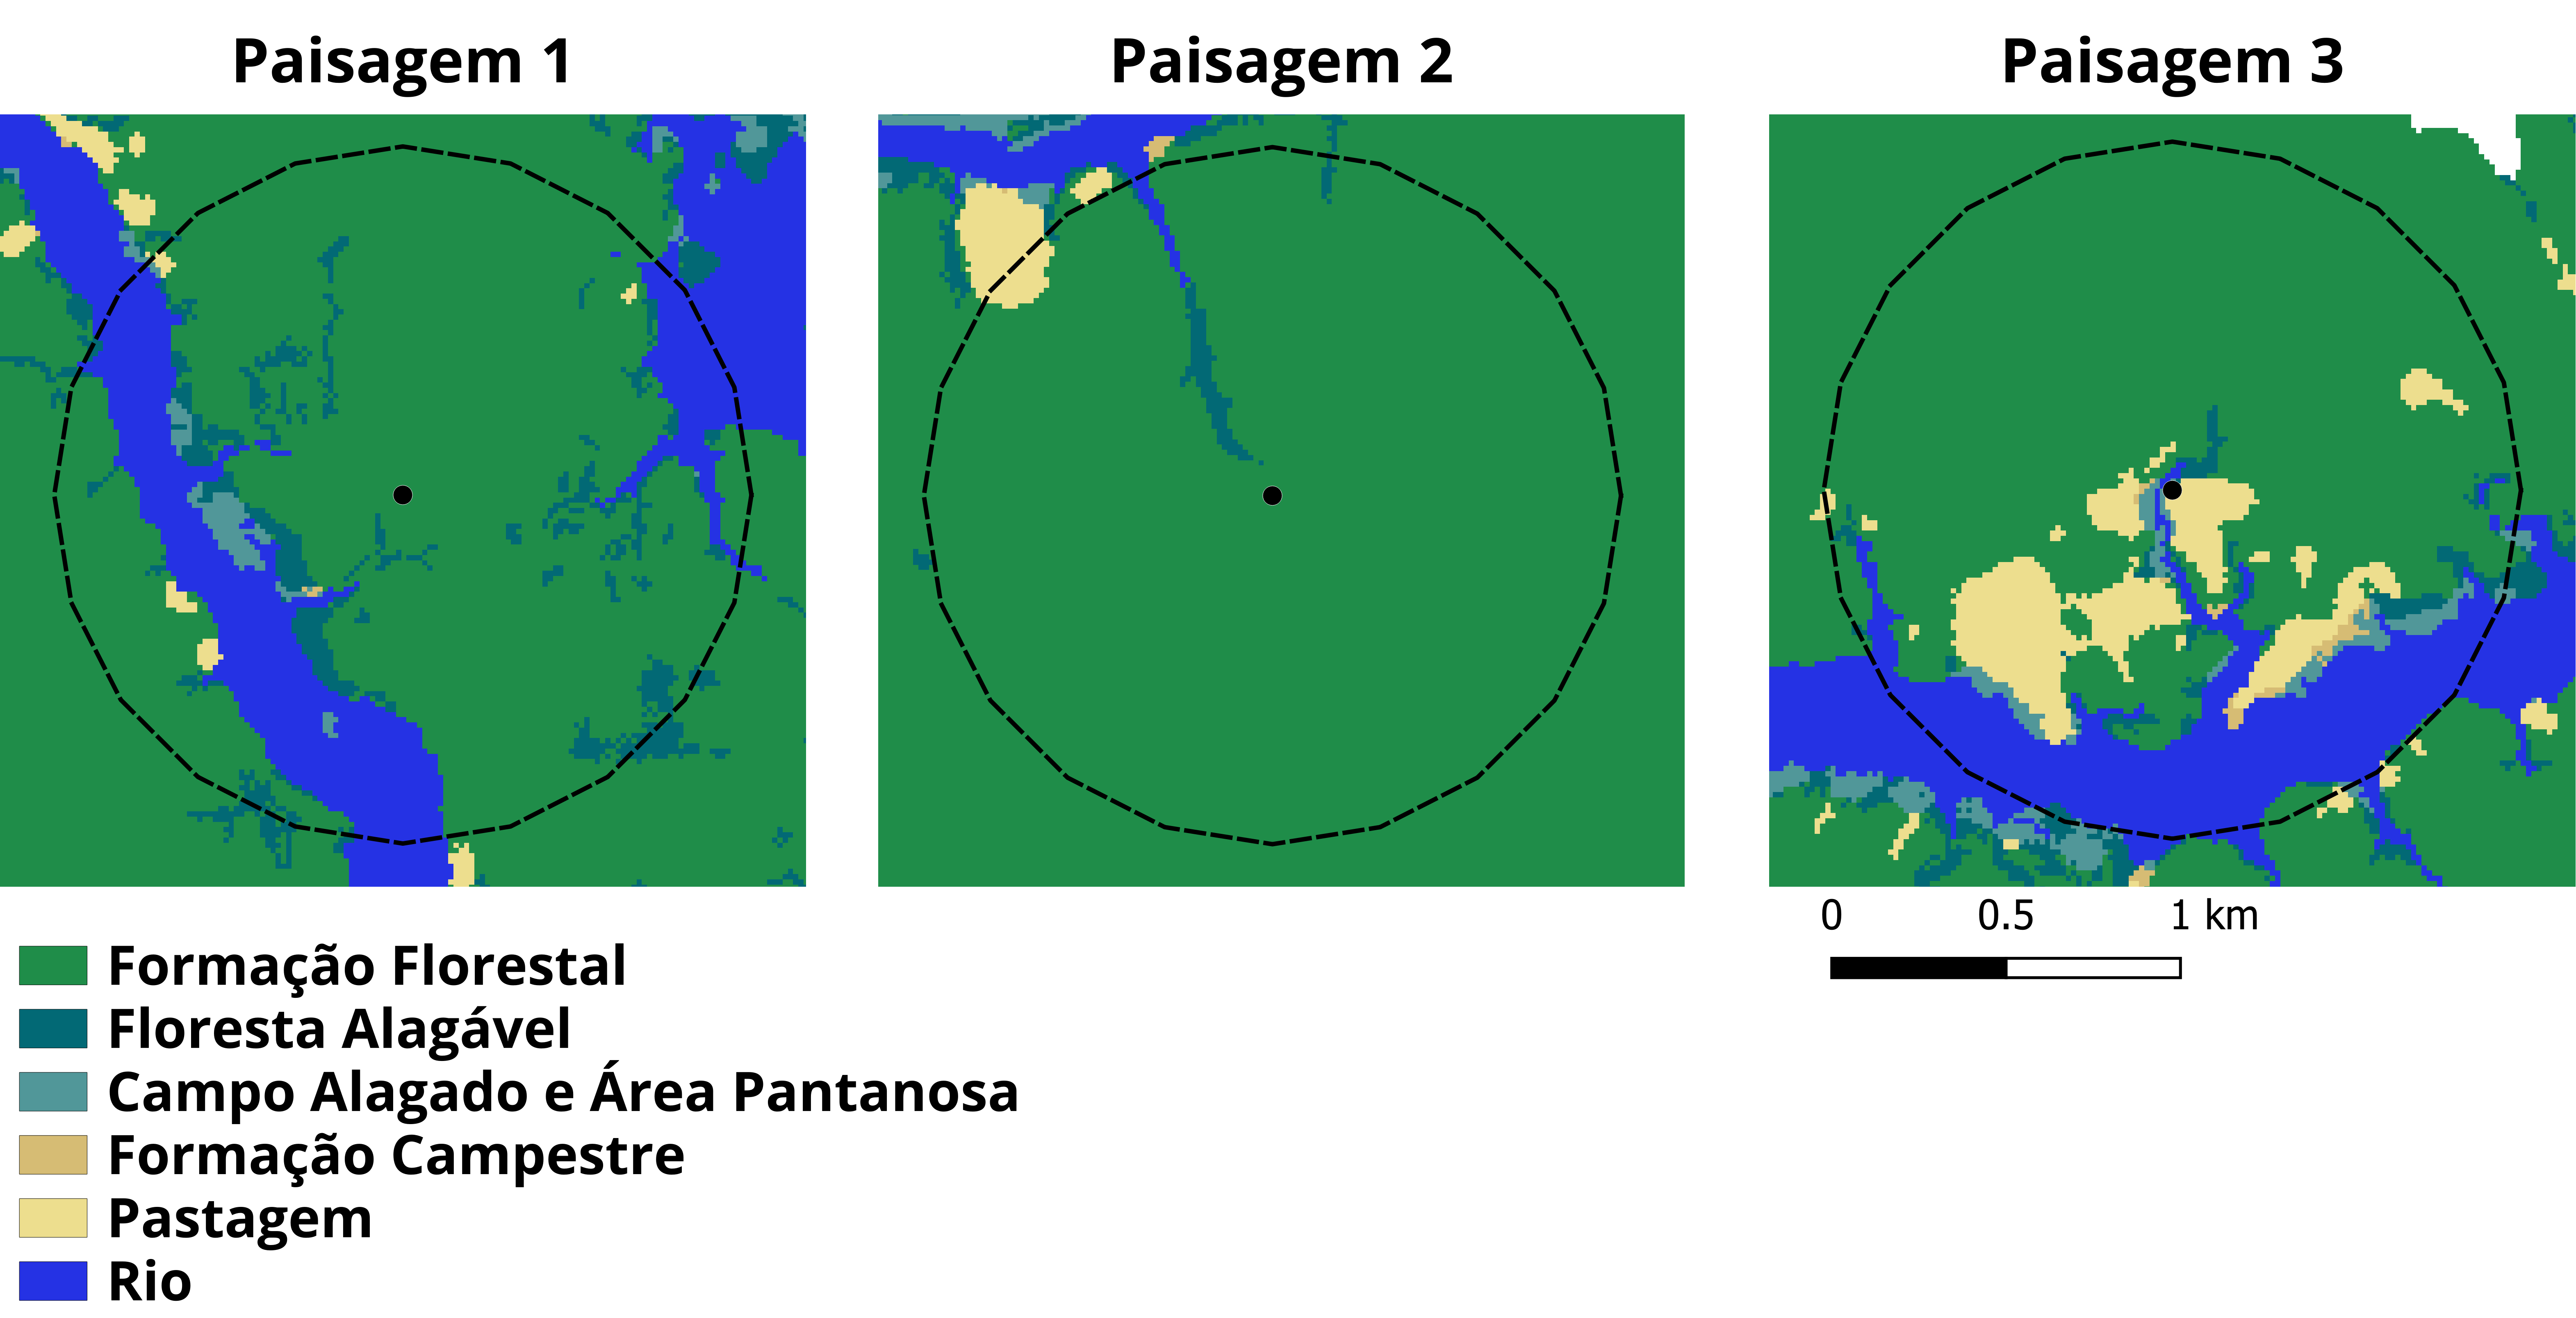 Paisagem 1
Paisagem 2
Paisagem 3
0 0.5 1 km
Formação Florestal
Floresta Alagável
Campo Alagado e Área Pantanosa
Formação Campestre
Pastagem
Rio